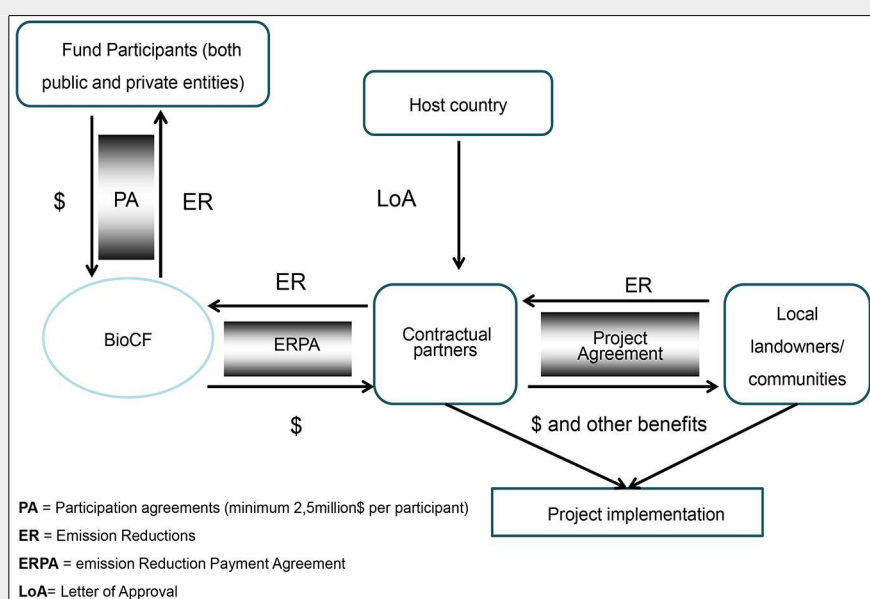 Fund Participants (both
public and private entities)
Host country
$
PA
ER
LoA
ER
ER
BioCF
ERPA
Contractual
partners
Project
Agreement
Local
landowners/
communities
$
$ and other benefits
PA = Participation agreements (minimum 2,5million$ per participant)
Project implementation
ER = Emission Reductions
ERPA = emission Reduction Payment Agreement
LoA= Letter of Approval